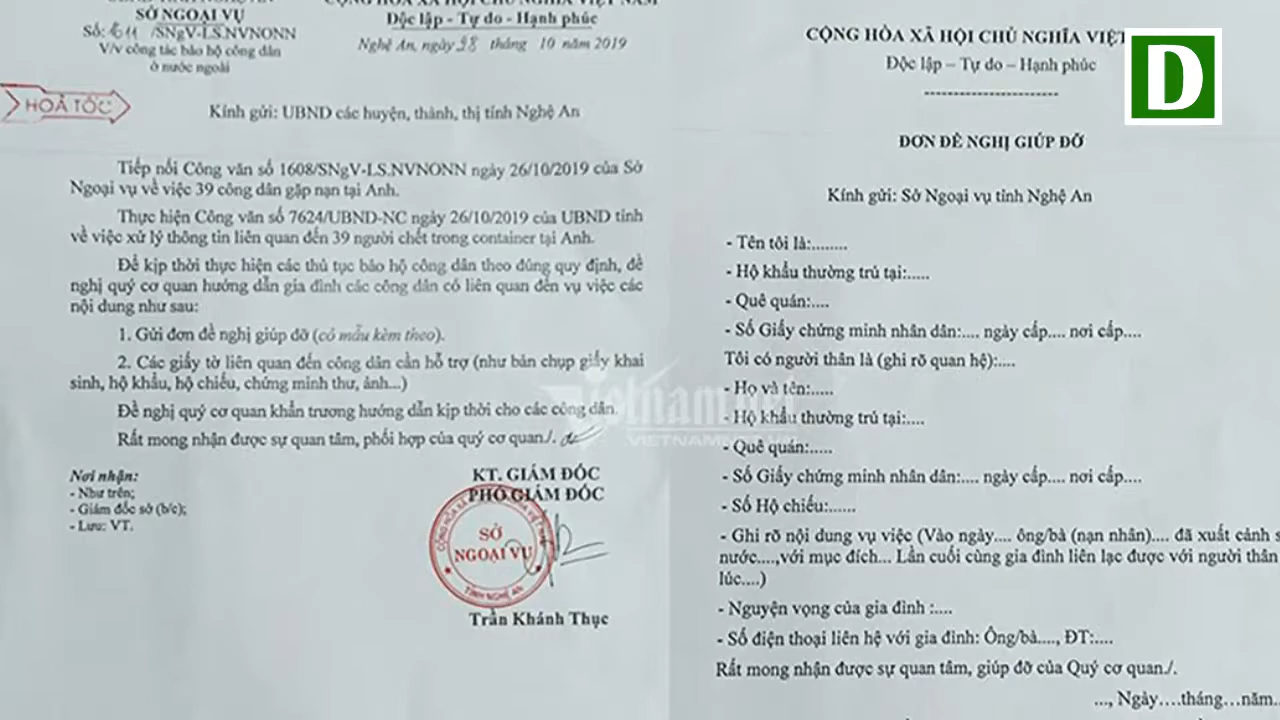 SỞ NGOẠI VỤ
Số: /SNgV-LS.NVNONN
V/v công tác bảo hộ công dân
ở nước ngoài
CỘNG HÒA XÃ HỘI CHỦ NGHĨA VIỆT NAM
Độc lập - Tự do - Hạnh phúc
Nghệ An, ngày 28 tháng 10 năm 2019
HOẢ TỐC
Kính gửi: UBND các huyện, thành, thị tỉnh Nghệ An
Tiếp nối Công văn số 1608/SNgV-LS.NVNONN ngày 26/10/2019 của Sở
Ngoại vụ về việc 39 công dân gặp nạn tại Anh.
Thực hiện Công văn số 7624/UBND-NC ngày 26/10/2019 của UBND tỉnh
về việc xử lý thông tin liên quan đến 39 người chết trong container tại Anh.
Để kịp thời thực hiện các thủ tục bảo hộ công dân theo đúng quy định, đề
nghị quý cơ quan hướng dẫn gia đình các công dân có liên quan đến vụ việc các
nội dung như sau:
1. Gửi đơn đề nghị giúp đỡ (có mẫu kèm theo).
2. Các giấy tờ liên quan đến công dân cần hỗ trợ (như bản chụp giấy khai
sinh, hộ khẩu, hộ chiếu, chứng minh thư, ảnh...)
Đề nghị quý cơ quan khẩn trương hướng dẫn kịp thời cho các công dân.
Rất mong nhận được sự quan tâm, phối hợp của quý cơ quan./.
Nơi nhận:
- Như trên;
- Giám đốc sở (b/c);
- Lưu: VT.
KT. GIÁM ĐỐC
PHÓ GIÁM ĐỐC
SỞ
NGOẠI VỤ
TỈNH NGHỆ AN
Trần Khánh Thục
CỘNG HÒA XÃ HỘI CHỦ NGHĨA VIỆT
Độc lập – Tự do – Hạnh phúc
-----------------------
ĐƠN ĐỀ NGHỊ GIÚP ĐỠ
Kính gửi: Sở Ngoại vụ tỉnh Nghệ An
- Tên tôi là:........
- Hộ khẩu thường trú tại:.....
- Quê quán:....
- Số Giấy chứng minh nhân dân:.... ngày cấp.... nơi cấp....
Tôi có người thân là (ghi rõ quan hệ):....
- Họ và tên:.....
- Hộ khẩu thường trú tại:....
- Quê quán:.....
- Số Giấy chứng minh nhân dân:.... ngày cấp.... nơi cấp....
- Số Hộ chiếu:......
- Ghi rõ nội dung vụ việc (Vào ngày.... ông/bà (nạn nhân).... đã xuất cảnh s
nước....,với mục đích... Lần cuối cùng gia đình liên lạc được với người thân
lúc....)
- Nguyện vọng của gia đình :....
- Số điện thoại liên hệ với gia đình: Ông/bà...., ĐT:....
Rất mong nhận được sự quan tâm, giúp đỡ của Quý cơ quan./.
..., Ngày....tháng...năm..
D
vietnamnet